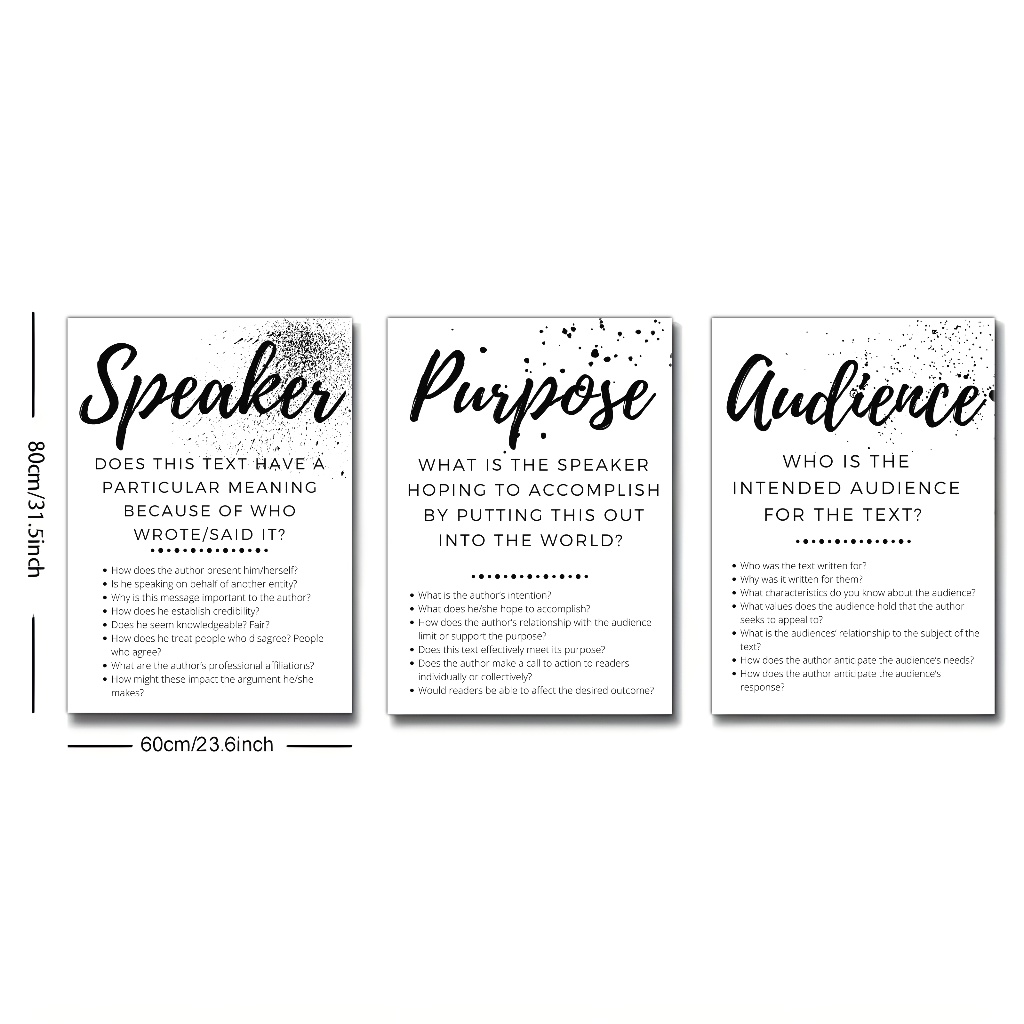 80cm/31.5inch
Speaker
DOES THIS TEXT HAVE A
PARTICULAR MEANING
BECAUSE OF WHO
WROTE/SAID IT?
• How does the author present him/herself?
• Is he speaking on behalf of another entity?
• Why is this message important to the author?
• How does he establish credibility?
• Does he seem knowledgeable? Fair?
• How does he treat people who d sagree? People
who agree?
• What are the author's professional affiliations?
• How might these impact the argument he/she
makes?
60cm/23.6inch
Purpose
WHAT IS THE SPEAKER
HOPING TO ACCOMPLISH
BY PUTTING THIS OUT
INTO THE WORLD?
• What is the author's intention?
• What does he/she hope to accomplish?
• How does the author's relationship with the audience
limit or support the purpose?
• Does this text effectively meet its purpose?
• Does the author make a call to action to readers
individually or collectively?
• Would readers be able to affect the desired outcome?
Audience
WHO IS THE
INTENDED AUDIENCE
FOR THE TEXT?
• Who was the text written for?
• Why was it written for them?
• What characteristics do you know about the audience?
• What values does the audience hold that the author
seeks to appeal to?
• What is the audiences' relationship to the subject of the
text?
• How does the author anticipate the audience's needs?
• How does the author anticipate the audience's
response?